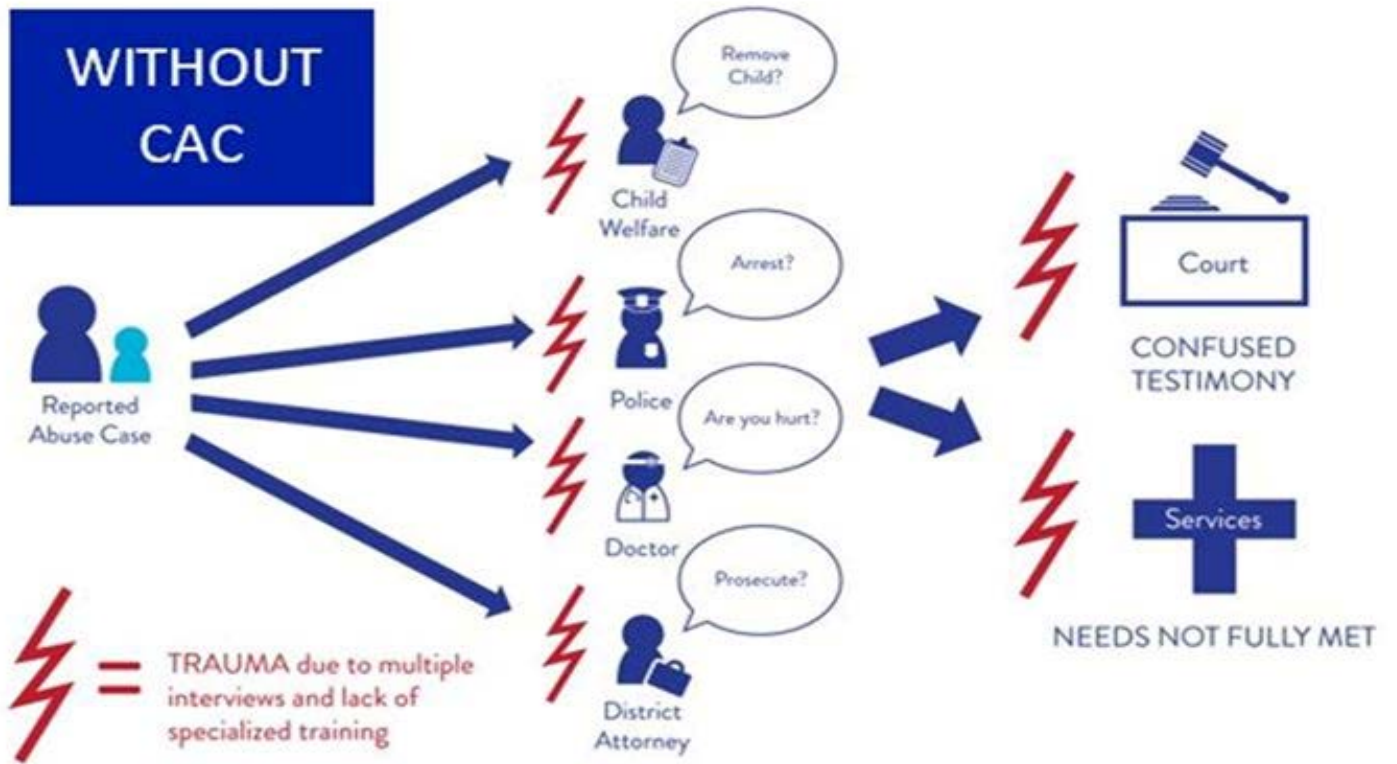 WITHOUT
CAC
Remove
Child?
Child
Welfare
Arrest?
Police
Are you hurt?
Doctor
Prosecute?
District
Attorney
Reported
Abuse Case
Court
CONFUSED
TESTIMONY
Services
NEEDS NOT FULLY MET
= TRAUMA due to multiple
interviews and lack of
specialized training